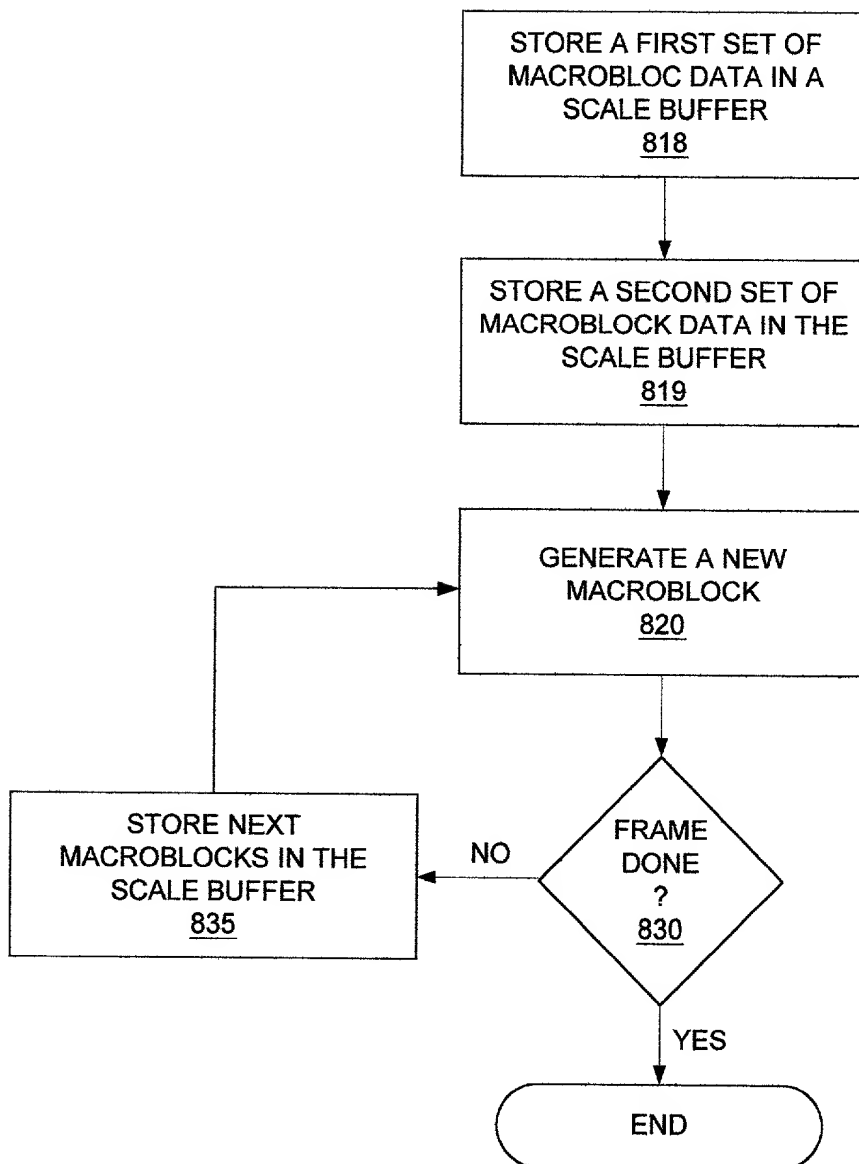 STORE A FIRST SET OF
MACROBLOC DATA IN A
SCALE BUFFER
818
STORE A SECOND SET OF
MACROBLOCK DATA IN THE
SCALE BUFFER
819
GENERATE A NEW
MACROBLOCK
820
STORE NEXT
MACROBLOCKS IN THE
SCALE BUFFER
835
NO
FRAME
DONE
?
830
YES
END